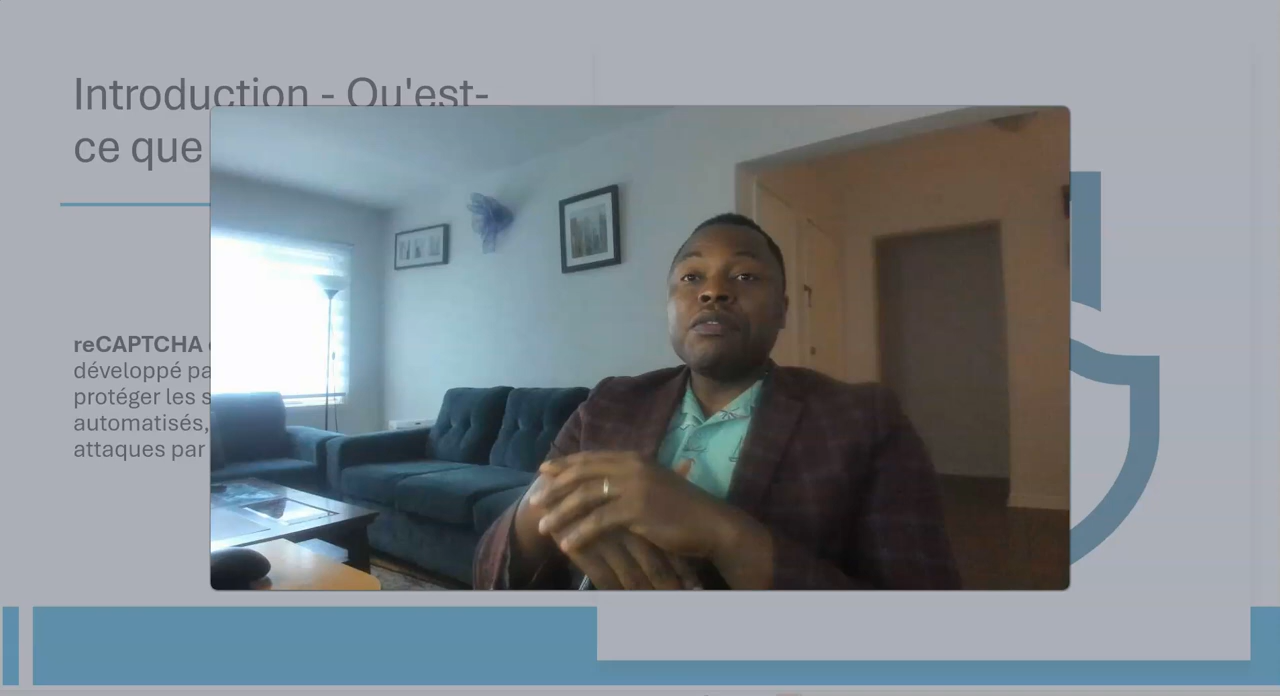 Introduction - Qu'est-
ce que
reCAPTCHA
développé pa
protéger les s
automatisés,
attaques par